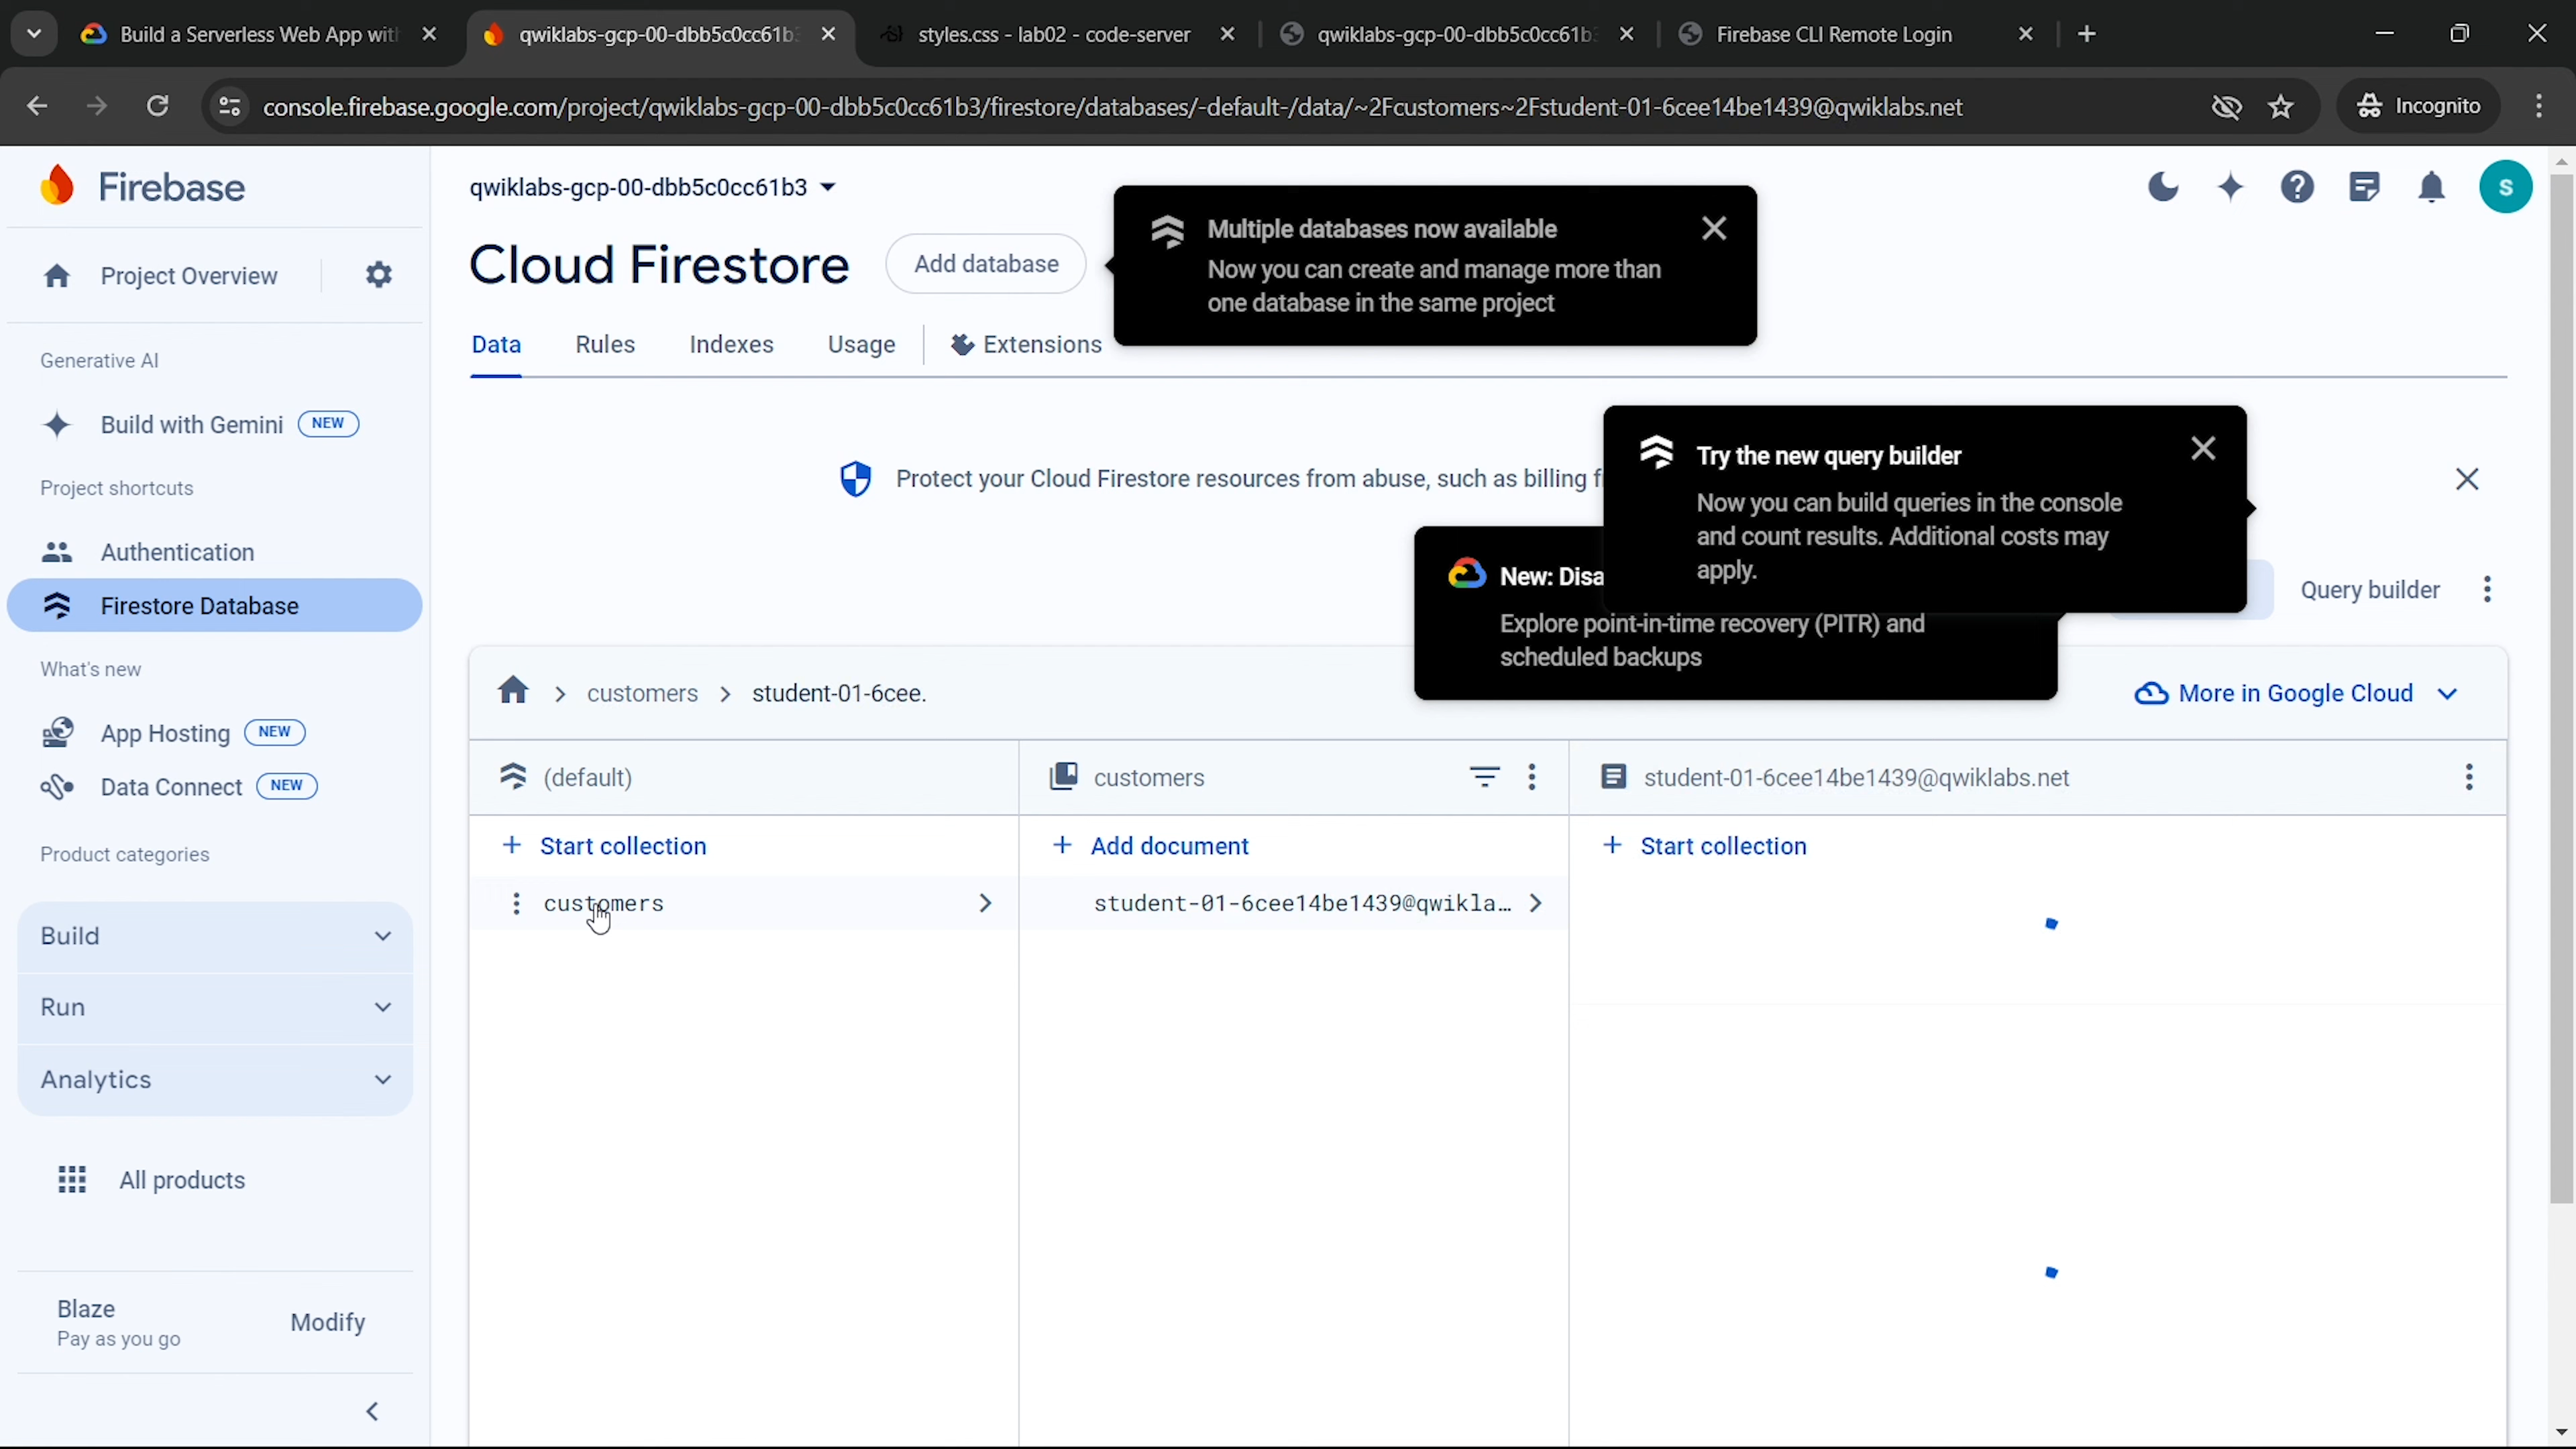 Build a Serverless Web App with
qwiklabs-gcp-00-dbb5c0cc61b3
styles.css - lab02 - code-server
qwiklabs-gcp-00-dbb5c0cc61b3
Firebase CLI Remote Login
console.firebase.google.com/project/qwiklabs-gcp-00-dbb5c0cc61b3/firestore/databases/-default-/data/~2Fcustomers~2Fstudent-01-6cee14be1439@qwiklabs.net
Incognito
Firebase
Project Overview
Generative AI
Build with Gemini NEW
Project shortcuts
Authentication
Firestore Database
What's new
App Hosting NEW
Data Connect NEW
Product categories
Build
Run
Analytics
All products
Blaze
Pay as you go
Modify
qwiklabs-gcp-00-dbb5c0cc61b3
S
Cloud Firestore
Add database
Multiple databases now available
Now you can create and manage more than
one database in the same project
Data Rules Indexes Usage Extensions
Protect your Cloud Firestore resources from abuse, such as billing f
Try the new query builder
Now you can build queries in the console
and count results. Additional costs may
apply.
New: Disa
Explore point-in-time recovery (PITR) and
scheduled backups
Query builder
customers > student-01-6cee.
More in Google Cloud
(default)
customers
student-01-6cee14be1439@qwiklabs.net
+ Start collection
+ Add document
+ Start collection
customers
student-01-6cee14be1439@qwikla…